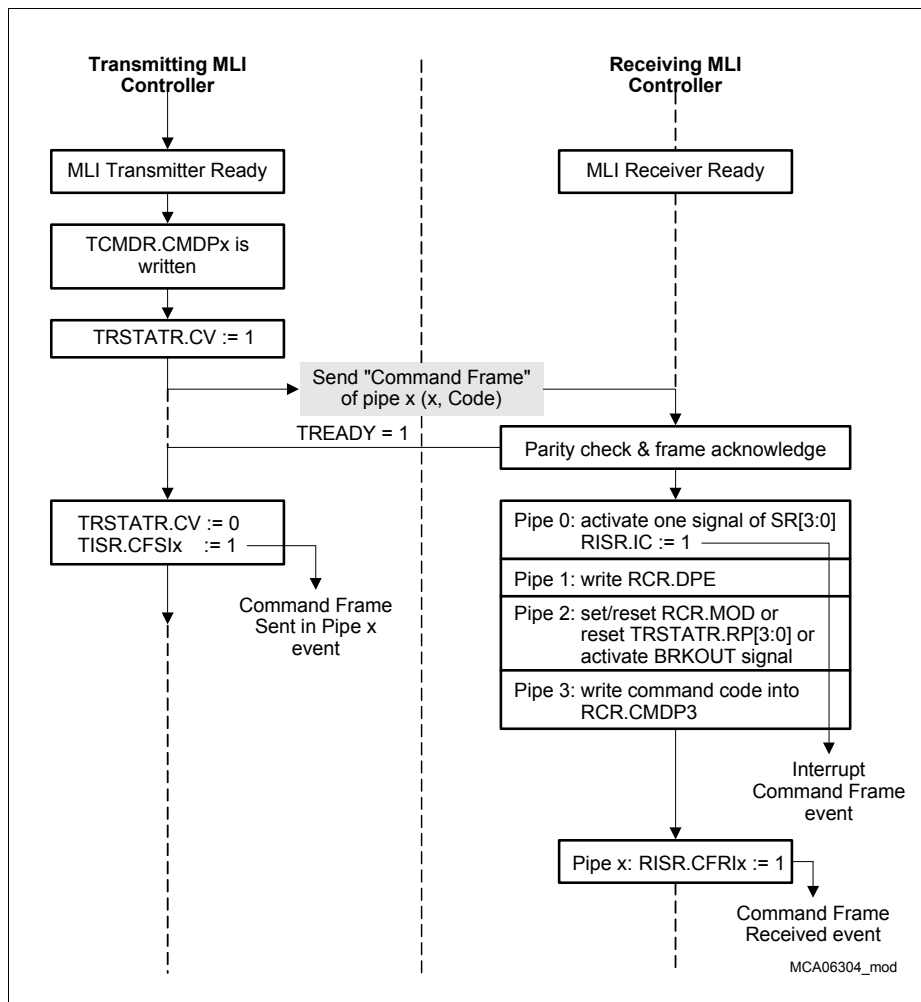 Transmitting MLI
Controller
Receiving MLI
Controller
MLI Transmitter Ready
MLI Receiver Ready
TCMDR.CMDPx is
written
TRSTATR.CV := 1
Send "Command Frame"
of pipe x (x, Code)
TREADY = 1
Parity check & frame acknowledge
TRSTATR.CV := 0
TISR.CFSIx := 1
Command Frame
Sent in Pipe x
event
Pipe 0: activate one signal of SR[3:0]
RISR.IC := 1
Pipe 1: write RCR.DPE
Pipe 2: set/reset RCR.MOD or
reset TRSTATR.RP[3:0] or
activate BRKOUT signal
Pipe 3: write command code into
RCR.CMDP3
Interrupt
Command Frame
event
Pipe x: RISR.CFRIx := 1
Command Frame
Received event
MCA06304_mod